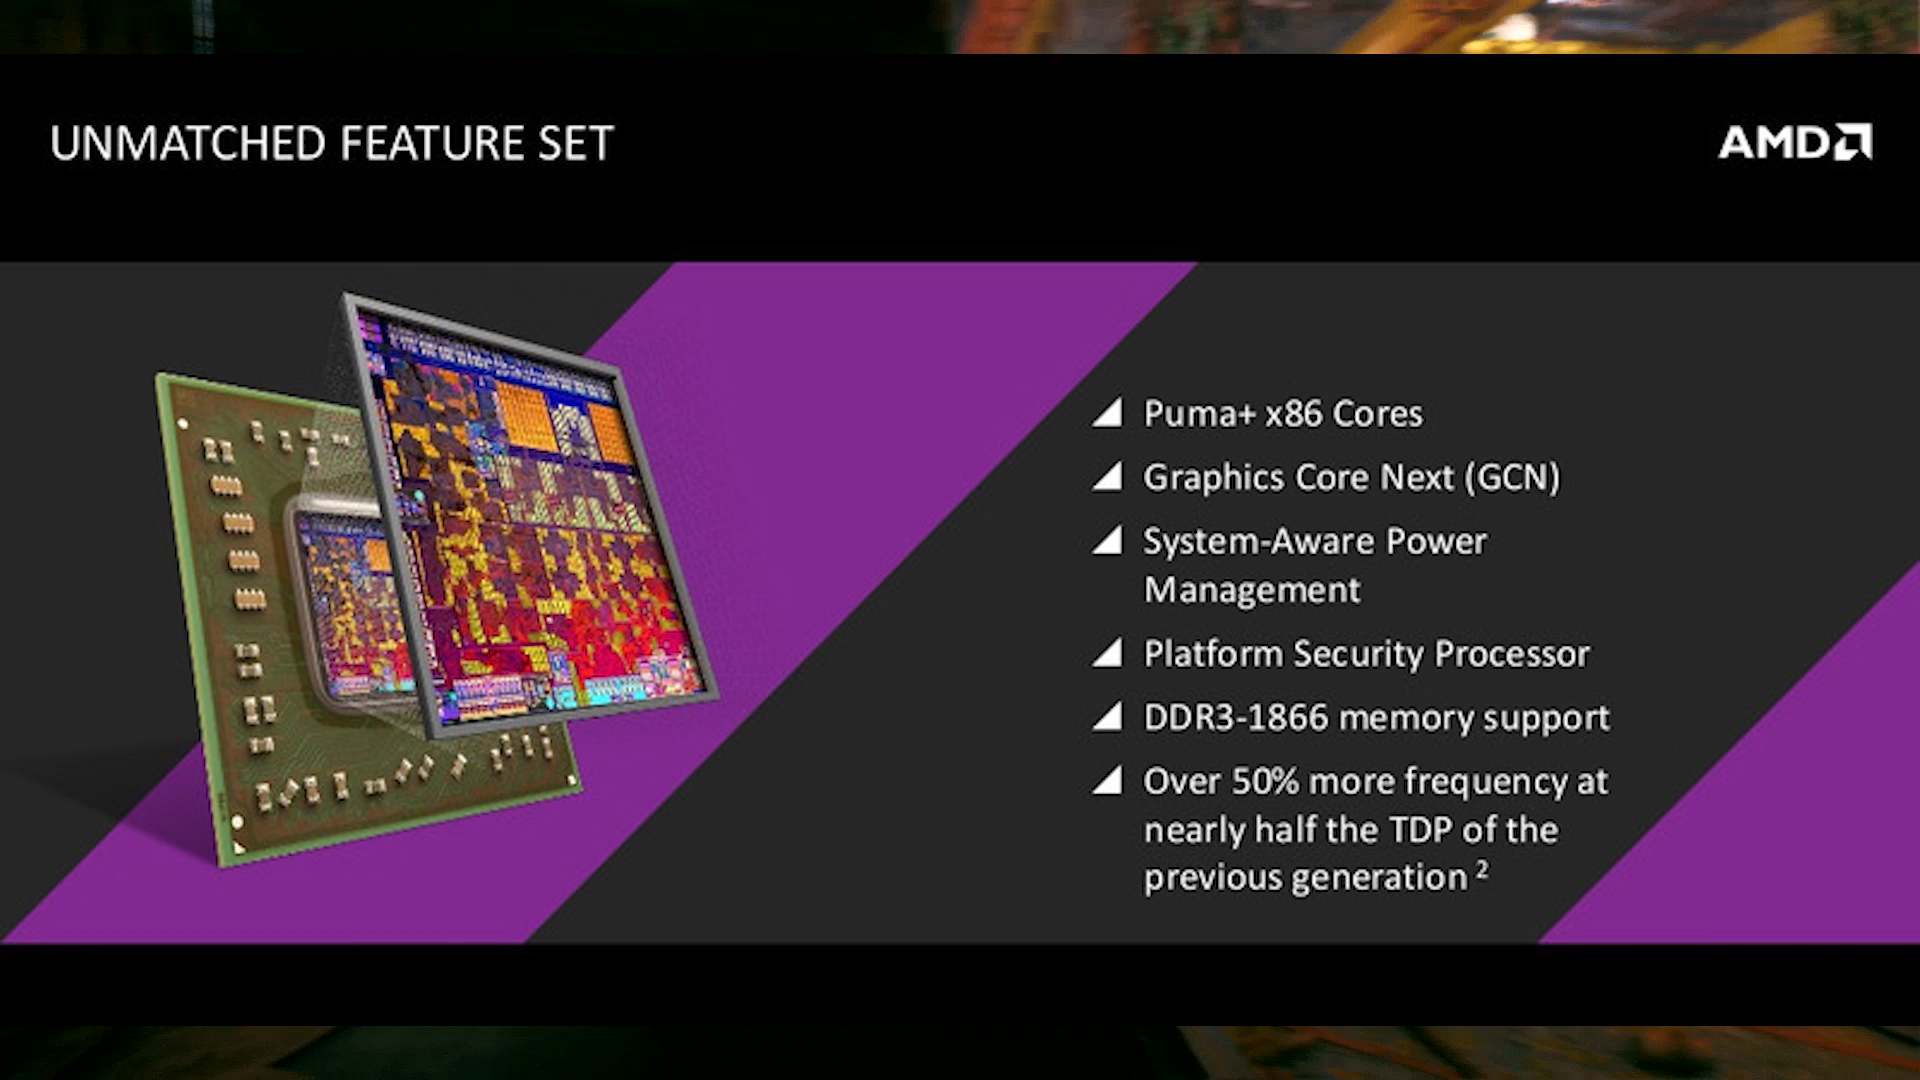 UNMATCHED FEATURE SET
AMD
Puma+ x86 Cores
Graphics Core Next (GCN)
System-Aware Power
Management
Platform Security Processor
DDR3-1866 memory support
Over 50% more frequency at
nearly half the TDP of the
previous generation ²